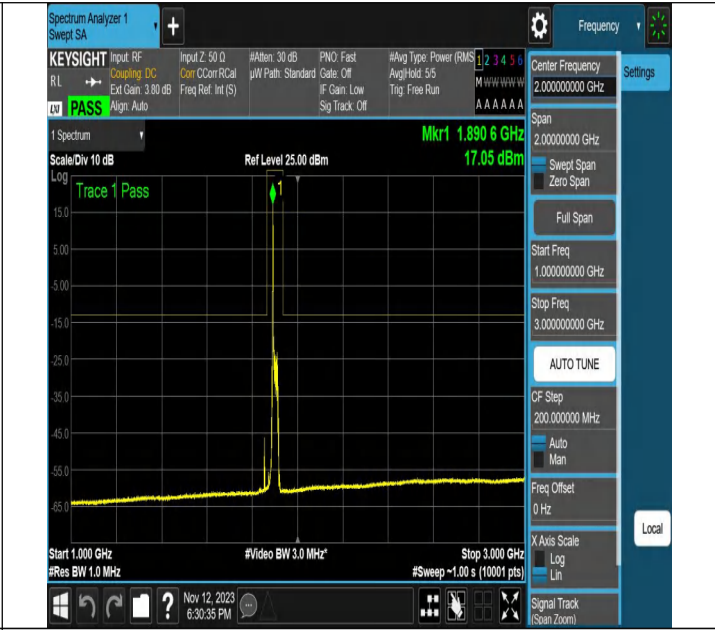 Spectrum Analyzer 1
Swept SA
+
Frequency
KEYSIGHT
RL
LXI PASS
Input: RF
Coupling: DC
Ext Gain: 3.80 dB
Align: Auto
Input Z: 50 Ω
Corr CCorr RCal
Freq Ref: Int (S)
#Atten: 30 dB
µW Path: Standard
PNO: Fast
Gate: Off
IF Gain: Low
Sig Track: Off
#Avg Type: Power (RMS
Avg|Hold: 5/5
Trig: Free Run
1 2 3 4 5 6
M W W W W W
A A A A A A
1 Spectrum
Scale/Div 10 dB
Ref Level 25.00 dBm
Mkr1 1.890 6 GHz
17.05 dBm
Log
Trace 1 Pass
1
15.0
5.00
-5.00
-15.0
-25.0
-35.0
-45.0
-55.0
-65.0
Start 1.000 GHz
#Res BW 1.0 MHz
#Video BW 3.0 MHz*
Stop 3.000 GHz
#Sweep ~1.00 s (10001 pts)
Center Frequency
2.000000000 GHz
Settings
Span
2.00000000 GHz
Swept Span
Zero Span
Full Span
Start Freq
1.000000000 GHz
Stop Freq
3.000000000 GHz
AUTO TUNE
CF Step
200.000000 MHz
Auto
Man
Freq Offset
0 Hz
X Axis Scale
Log
Lin
Signal Track
(Span Zoom)
Local
?
Nov 12, 2023
6:30:35 PM